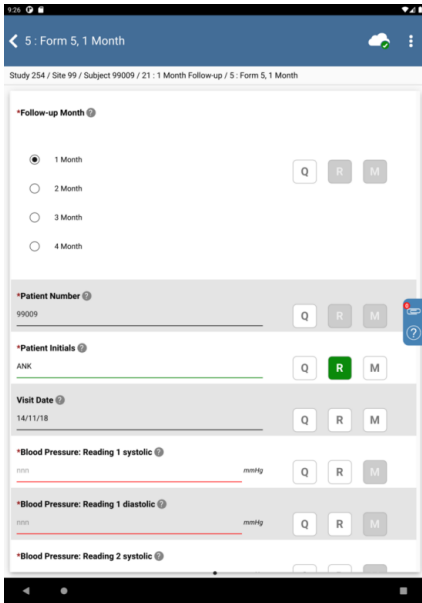 9:26
5 : Form 5, 1 Month
Study 254 / Site 99 / Subject 99009 / 21 : 1 Month Follow-up / 5 : Form 5, 1 Month
*Follow-up Month ?
1 Month
Q R M
2 Month
3 Month
4 Month
*Patient Number ?
99009
Q R M
*Patient Initials ?
ANK
Q R M
Visit Date ?
14/11/18
Q R M
*Blood Pressure: Reading 1 systolic ?
nnn mmHg
Q R M
*Blood Pressure: Reading 1 diastolic ?
nnn mmHg
Q R M
*Blood Pressure: Reading 2 systolic ?